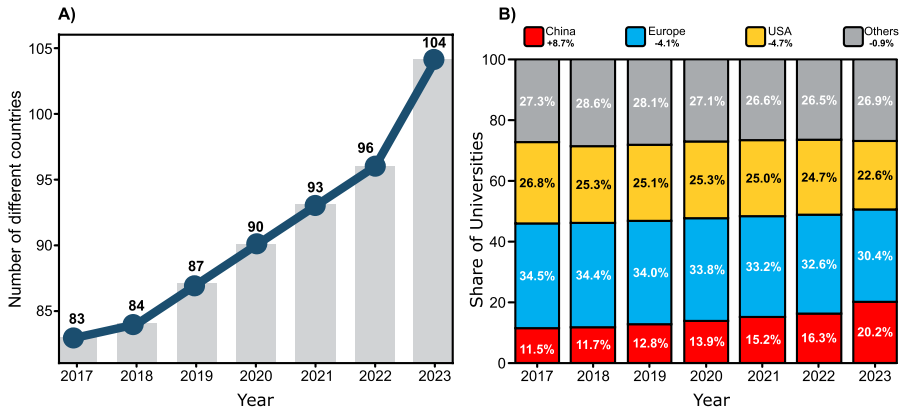 A)
Number of different countries
105
100
95
90
85
83
84
87
90
93
96
104
2017 2018 2019 2020 2021 2022 2023
Year
B)
China Europe USA Others
+8.7% -4.1% -4.7% -0.9%
Share of Universities
100
80
60
40
20
0
27.3% 28.6% 28.1% 27.1% 26.6% 26.5% 26.9%
26.8% 25.3% 25.1% 25.3% 25.0% 24.7% 22.6%
34.5% 34.4% 34.0% 33.8% 33.2% 32.6% 30.4%
11.5% 11.7% 12.8% 13.9% 15.2% 16.3% 20.2%
2017 2018 2019 2020 2021 2022 2023
Year